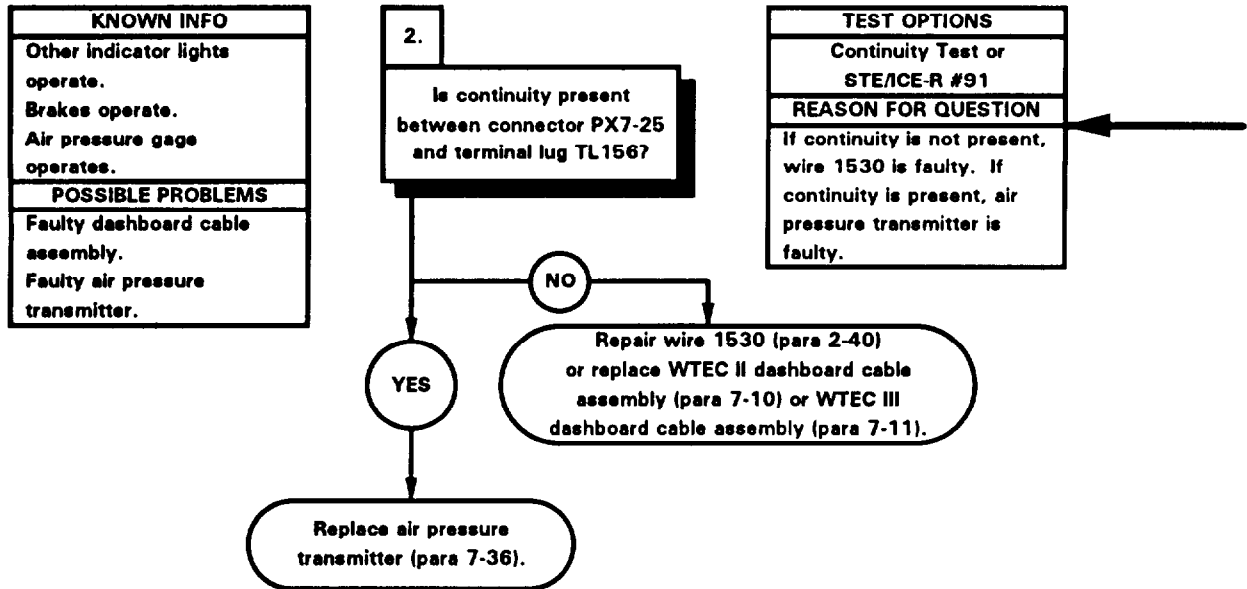 KNOWN INFO
Other indicator lights
operate.
Brakes operate.
Air pressure gage
operates.
POSSIBLE PROBLEMS
Faulty dashboard cable
assembly.
Faulty air pressure
transmitter.
2.
Is continuity present
between connector PX7-25
and terminal lug TL156?
TEST OPTIONS
Continuity Test or
STE/ICE-R #91
REASON FOR QUESTION
If continuity is not present,
wire 1530 is faulty. If
continuity is present, air
pressure transmitter is
faulty.
NO
YES
Repair wire 1530 (para 2-40)
or replace WTEC II dashboard cable
assembly (para 7-10) or WTEC III
dashboard cable assembly (para 7-11).
Replace air pressure
transmitter (para 7-36).